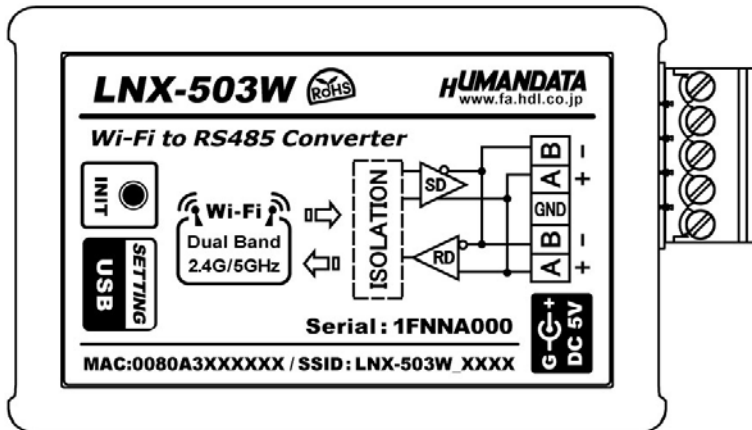 LNX-503W RoHS HUMANDATA
www.fa.hdl.co.jp
Wi-Fi to RS485 Converter
INIT
SETTING
USB
Wi-Fi
Dual Band
2.4G/5GHz
ISOLATION
SD
RD
B -
A +
GND
B -
A +
G +
DC 5V
Serial : 1FNNA000
MAC:0080A3XXXXXX / SSID: LNX-503W_XXXX